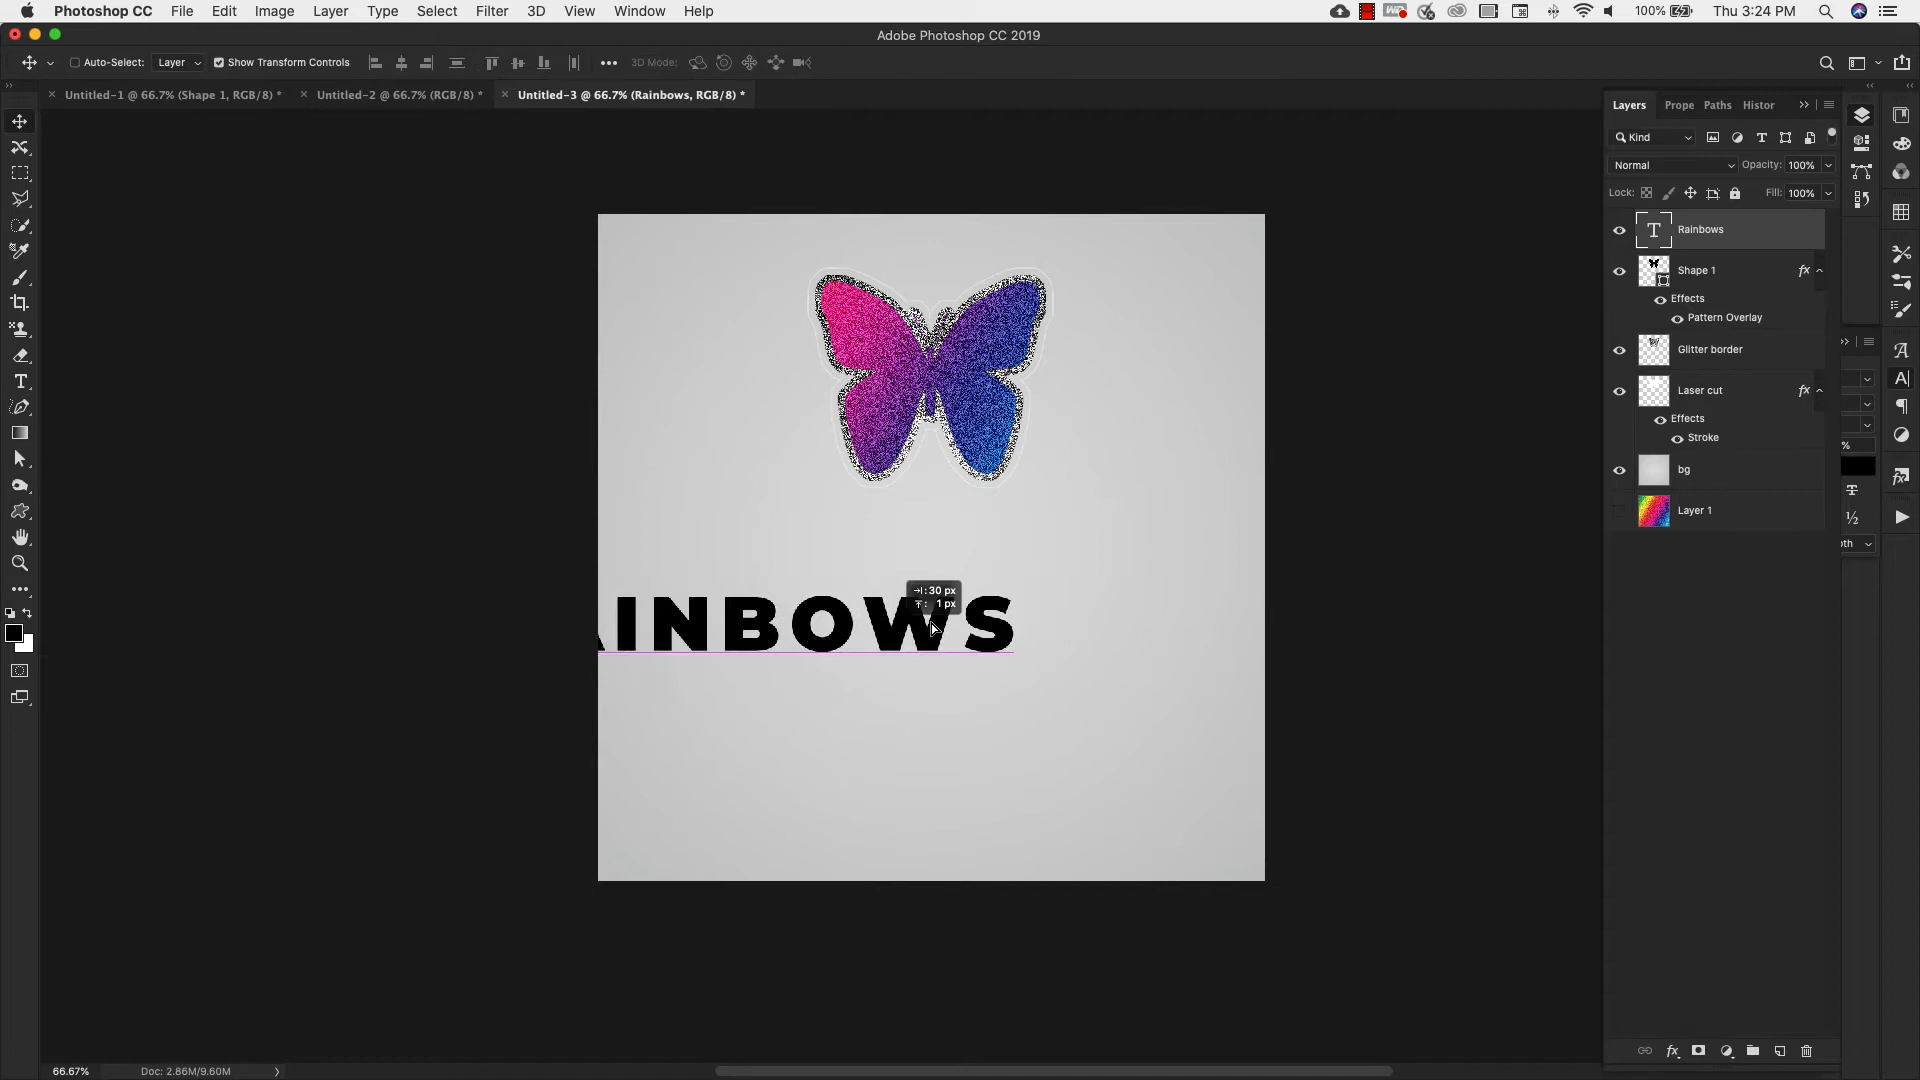 Photoshop CC File Edit Image Layer Type Select Filter 3D View Window Help 100% Thu 3:24 PM
Adobe Photoshop CC 2019
Auto-Select: Layer Show Transform Controls 3D Mode:
Untitled-1 @ 66.7% (Shape 1, RGB/8) * Untitled-2 @ 66.7% (RGB/8) * Untitled-3 @ 66.7% (Rainbows, RGB/8) *
Layers Prope Paths Histor
Kind
Normal Opacity: 100%
Lock: Fill: 100%
Rainbows
Shape 1 fx
Effects
Pattern Overlay
Glitter border
Laser cut fx
Effects
Stroke
bg
Layer 1
30 px
1 px
AINBOWS
66.67% Doc: 2.86M/9.60M